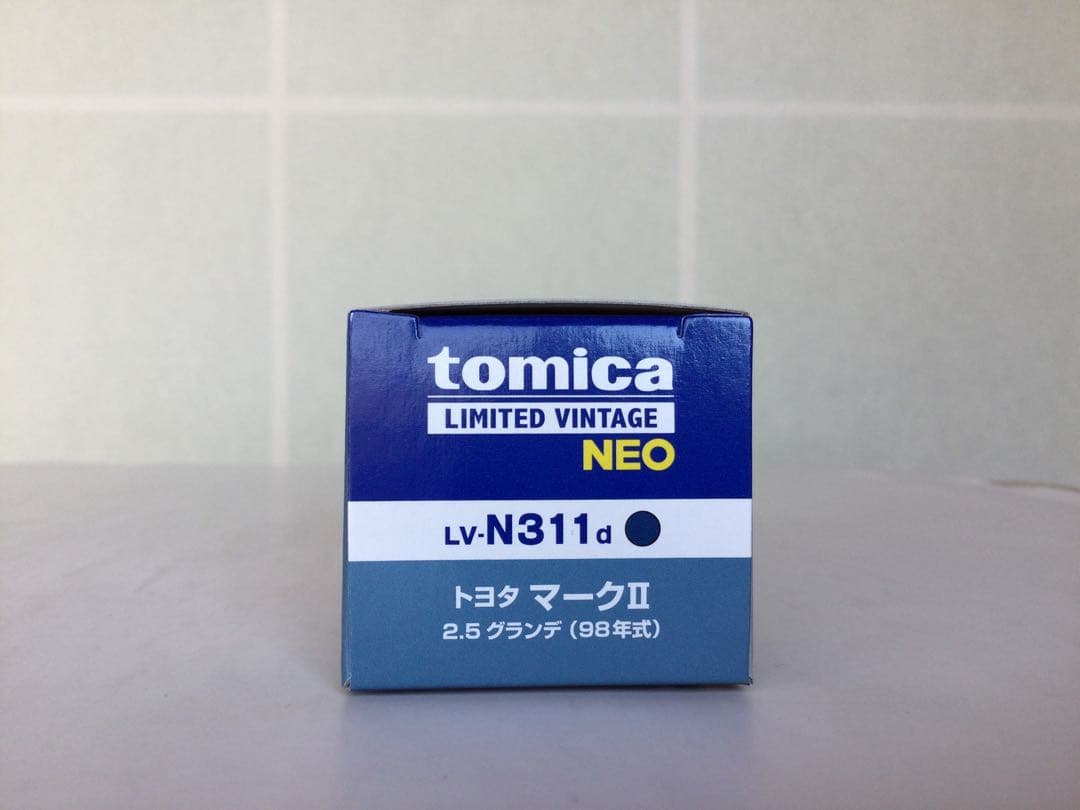 tomica
LIMITED VINTAGE
NEO
LV-N311d
トヨタ マークII
2.5 グランデ (98年式)